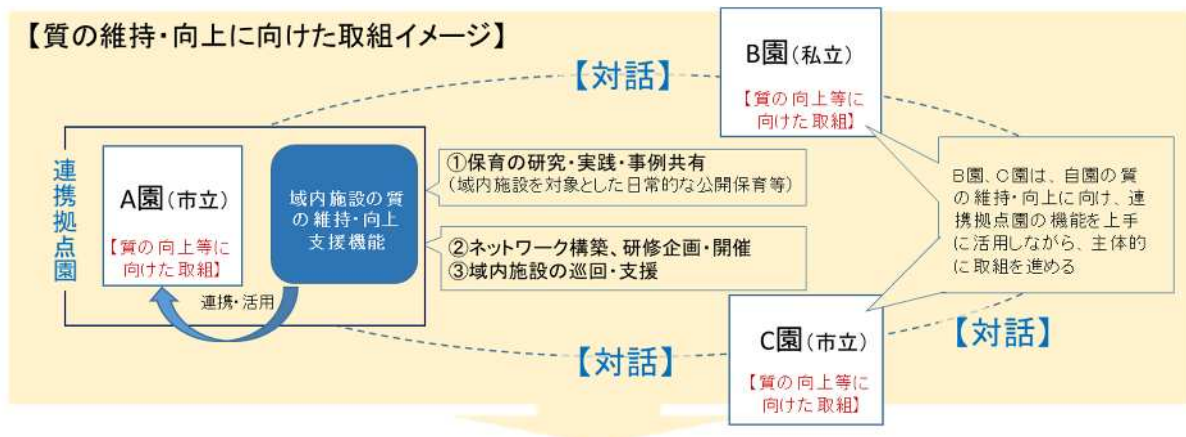 【質の維持・向上に向けた取組イメージ】
【対話】
B園(私立)
【質の向上等に
向けた取組】
連携拠点園
A園(市立)
【質の向上等に
向けた取組】
域内施設の質
の維持・向上
支援機能
連携・活用
①保育の研究・実践・事例共有
(域内施設を対象とした日常的な公開保育等)
②ネットワーク構築、研修企画・開催
③域内施設の巡回・支援
B園、C園は、自園の質
の維持・向上に向け、連
携拠点園の機能を上手
に活用しながら、主体的
に取組を進める
【対話】
C園(市立)
【質の向上等に
向けた取組】
【対話】